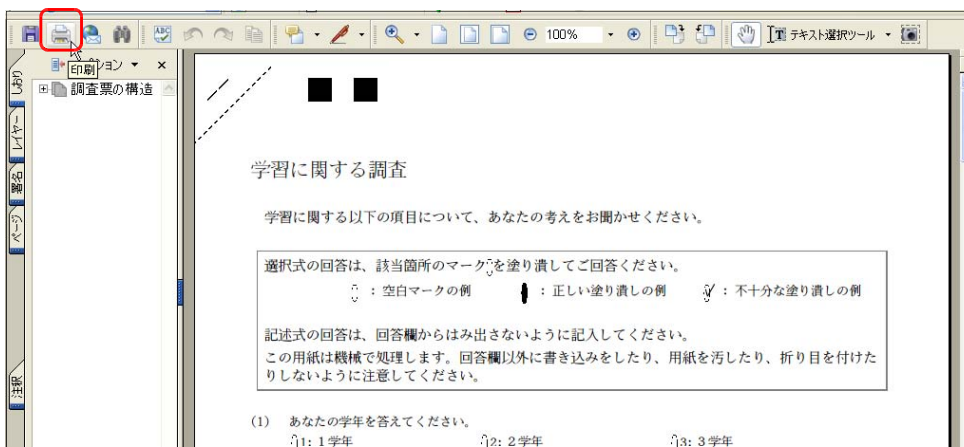 100%
テキスト選択ツール
印刷
ション
調査票の構造
しおり
レイヤー
署名
ページ
注釈
学習に関する調査
学習に関する以下の項目について、あなたの考えをお聞かせください。
選択式の回答は、該当箇所のマークを塗り潰してご回答ください。
：空白マークの例 ：正しい塗り潰しの例 ：不十分な塗り潰しの例
記述式の回答は、回答欄からはみ出さないように記入してください。
この用紙は機械で処理します。回答欄以外に書き込みをしたり、用紙を汚したり、折り目を付けた
りしないように注意してください。
(1) あなたの学年を答えてください。
1: 1学年 2: 2学年 3: 3学年